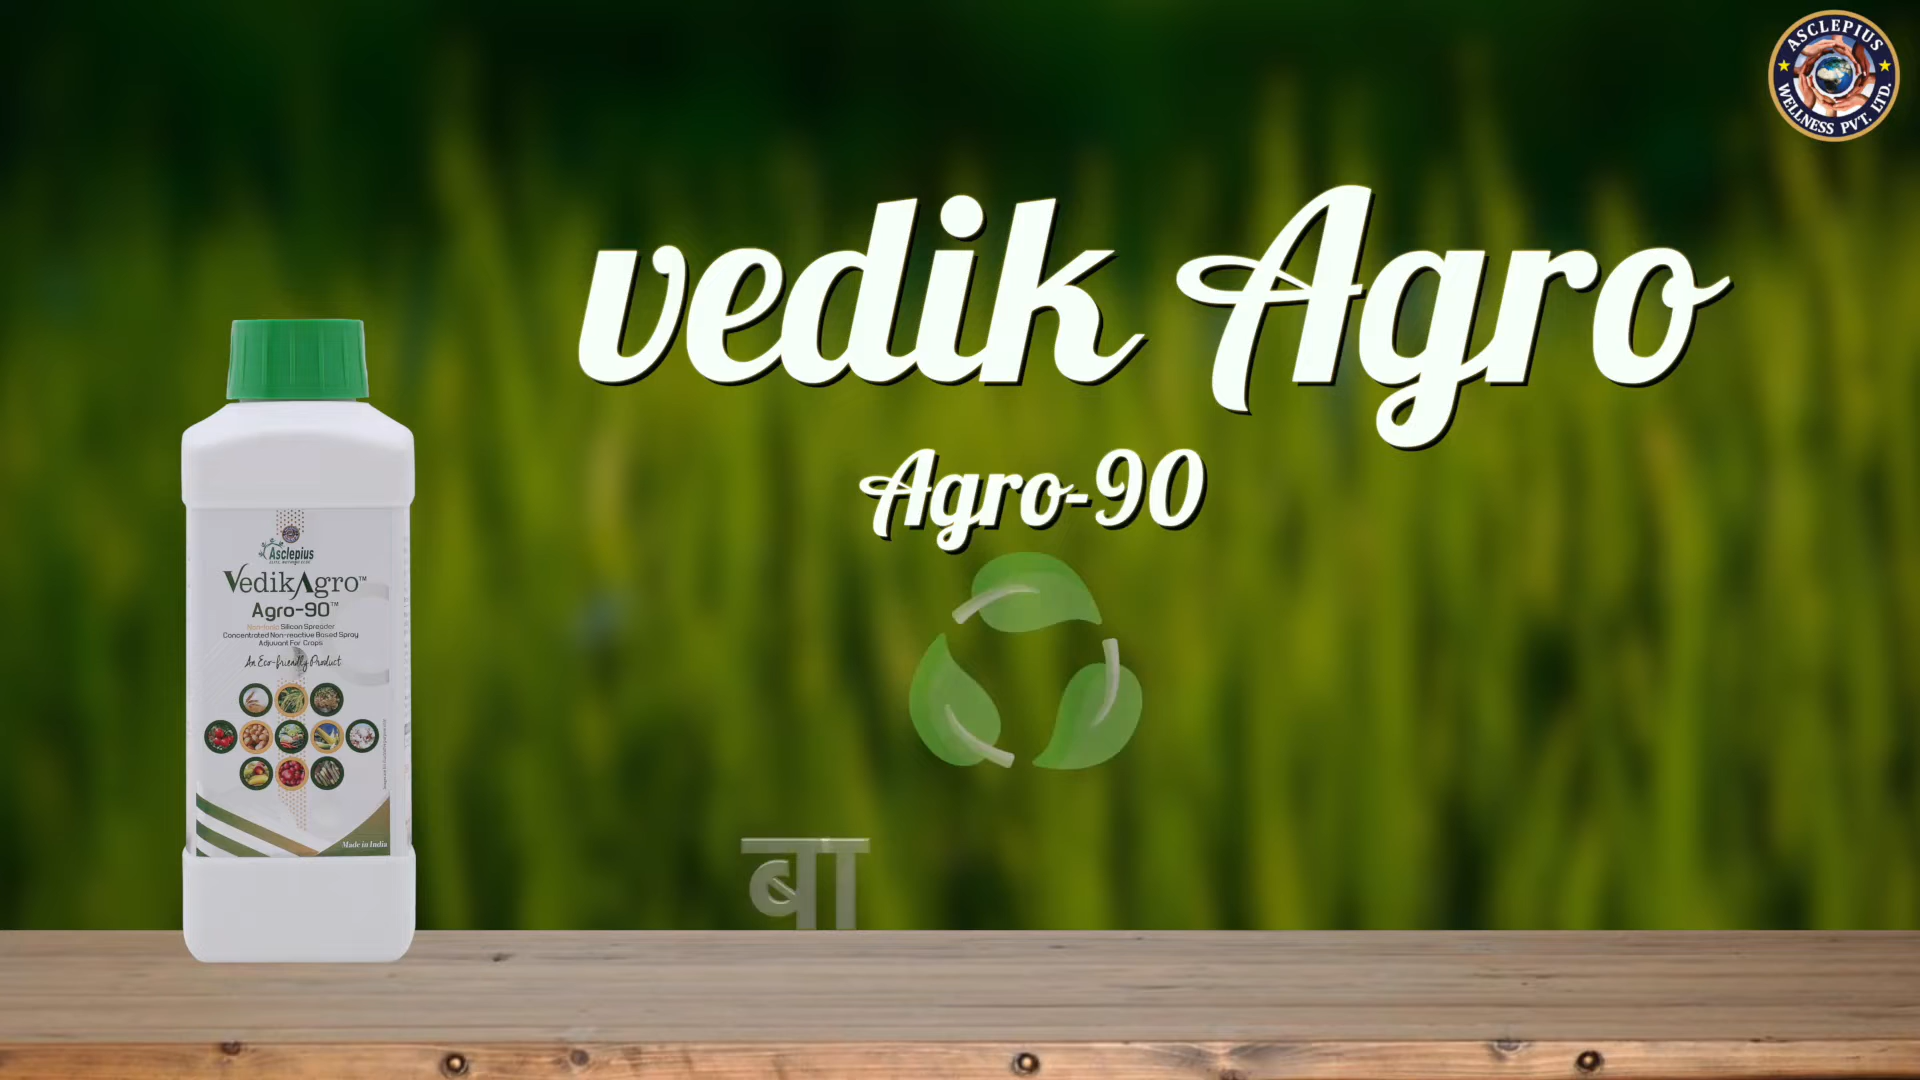 ASCLEPIUS
WELLNESS PVT. LTD.
vedik Agro
Agro-90
Asclepius
VedikAgro™
Agro-90™
Non-Ionic Silicon Spreader
Concentrated Non-reactive Based Spray
Adjuvant For Crops
An Eco-friendly Product
Made in India
बा